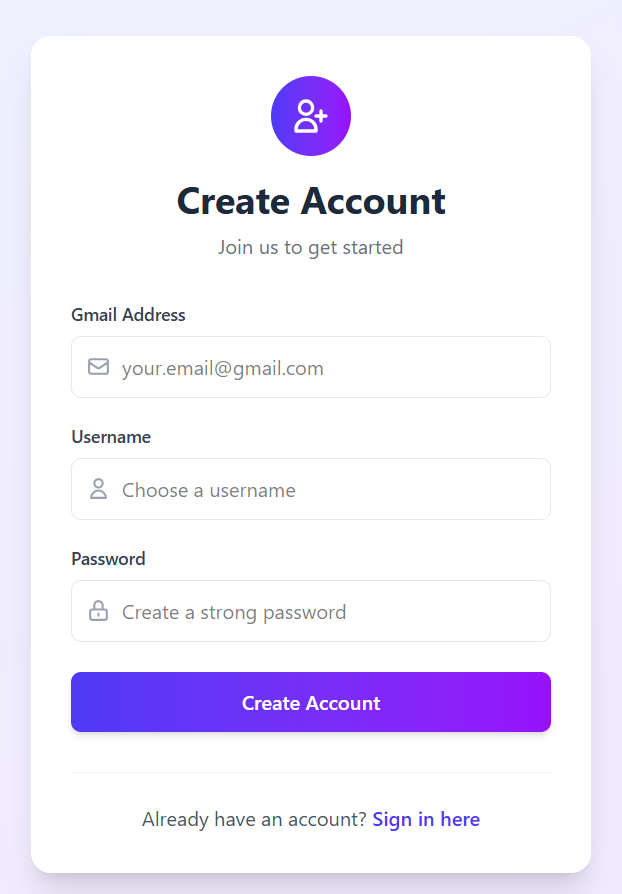 Create Account
Join us to get started
Gmail Address
your.email@gmail.com
Username
Choose a username
Password
Create a strong password
Create Account
Already have an account? Sign in here